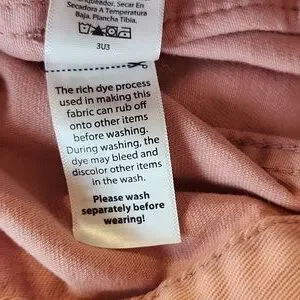 Blanqueador, Secar En
Secadora A Temperatura
Baja. Plancha Tibia.
3U3
The rich dye process
used in making this
fabric can rub off
onto other items
before washing.
During washing, the
dye may bleed and
discolor other items
in the wash.
Please wash
separately before
wearing!